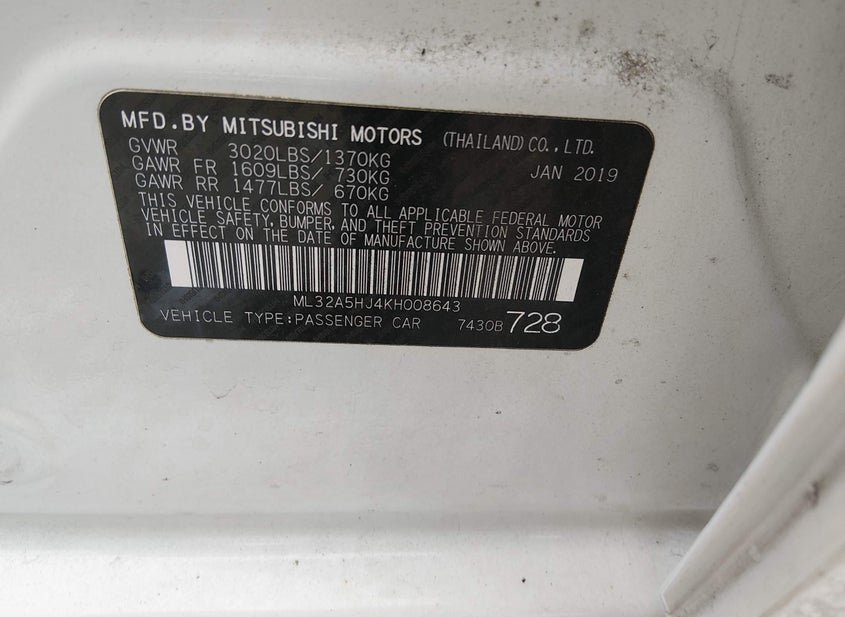 MFD.BY MITSUBISHI MOTORS (THAILAND)CO.,LTD.
GVWR 3020LBS/1370KG
GAWR FR 1609LBS/ 730KG JAN 2019
GAWR RR 1477LBS/ 670KG
THIS VEHICLE CONFORMS TO ALL APPLICABLE FEDERAL MOTOR
VEHICLE SAFETY, BUMPER, AND THEFT PREVENTION STANDARDS
IN EFFECT ON THE DATE OF MANUFACTURE SHOWN ABOVE.
ML32A5HJ4KH008643
VEHICLE TYPE:PASSENGER CAR 7430B 728